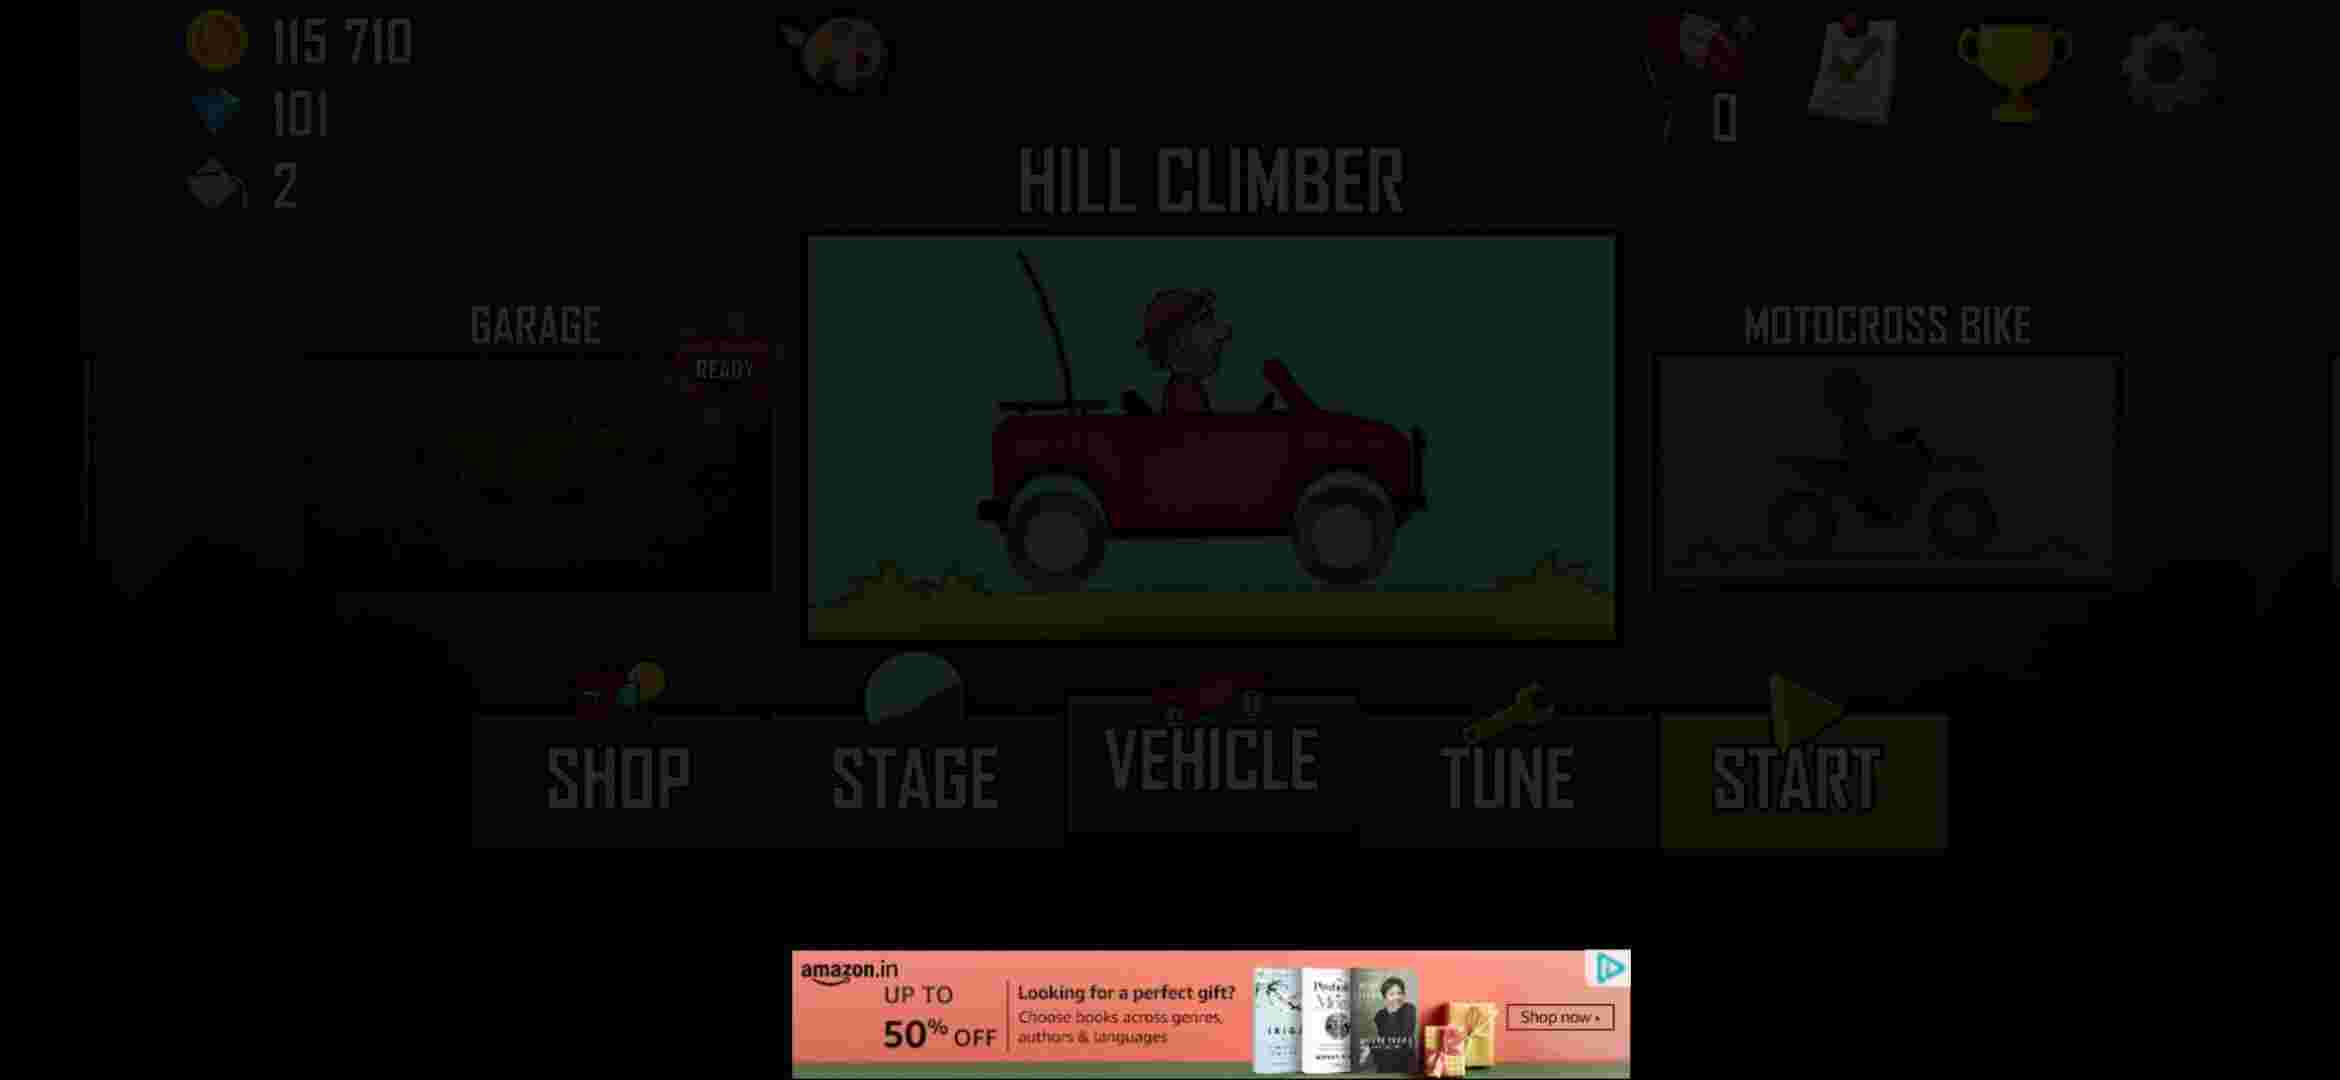 115 710
101
2
0
HILL CLIMBER
GARAGE
READY
MOTOCROSS BIKE
SHOP
STAGE
VEHICLE
TUNE
START
amazon.in
UP TO
50% OFF
Looking for a perfect gift?
Choose books across genres,
authors & languages
Shop now